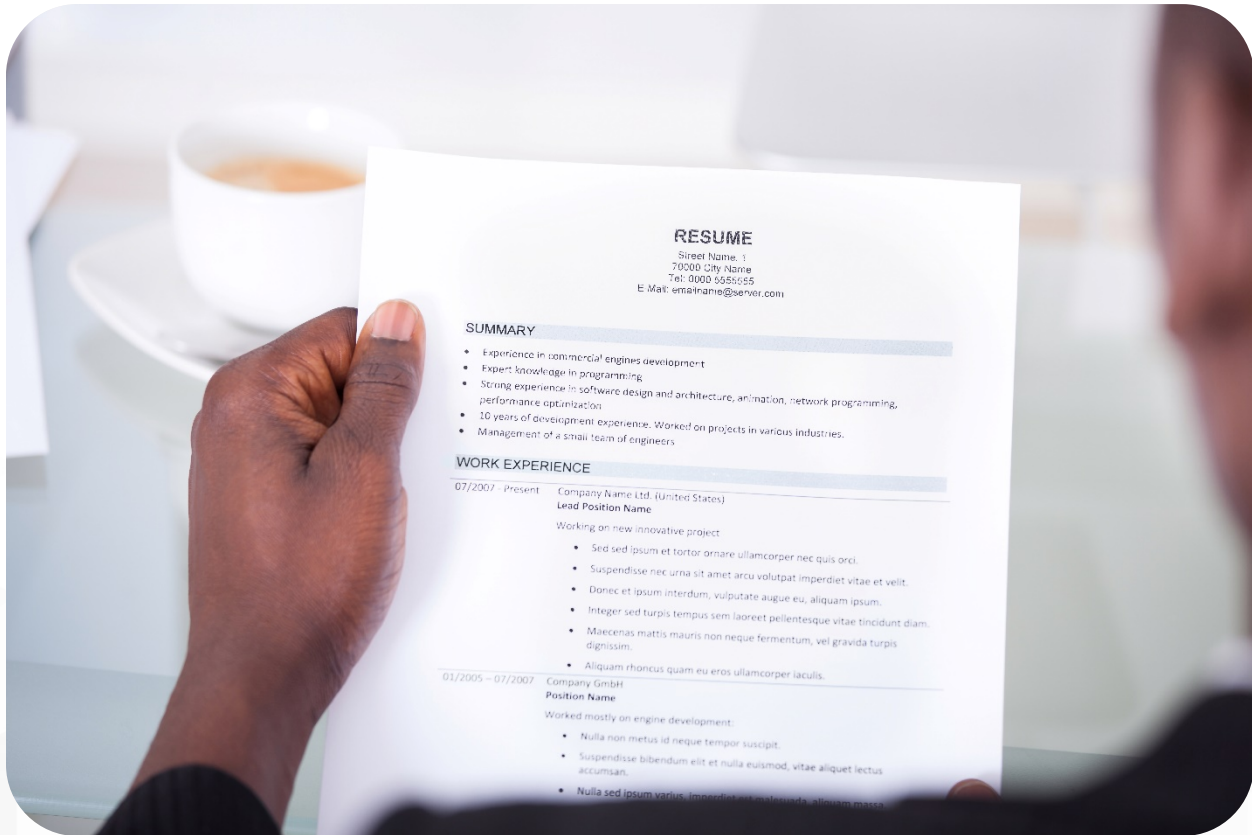 RESUME
Street Name. 1
70000 City Name
Tel: 0000 5555555
E Mail: emailname@server.com
SUMMARY
• Experience in commercial engines development
• Expert knowledge in programming
• Strong experience in software design and architecture, animation, network programming,
performance optimization
• 10 years of development experience. Worked on projects in various industries.
• Management of a small team of engineers
WORK EXPERIENCE
07/2007 - Present Company Name Ltd. (United States)
Lead Position Name
Working on new innovative project
• Sed sed ipsum et tortor ornare ullamcorper nec quis orci.
• Suspendisse nec urna sit amet arcu volutpat imperdiet vitae et velit.
• Donec et ipsum interdum, vulputate augue eu, aliquam ipsum.
• Integer sed turpis tempus sem laoreet pellentesque vitae tincidunt diam.
• Maecenas mattis mauris non neque fermentum, vel gravida turpis
dignissim.
• Aliquam rhoncus quam eu eros ullamcorper iaculis.
01/2005 – 07/2007 Company GmbH
Position Name
Worked mostly on engine development:
• Nulla non metus id neque tempor suscipit.
• Suspendisse bibendum elit et nulla euismod, vitae aliquet lectus
accumsan.
• Nulla sed ipsum varius, imperdiet est malesuada, aliquam massa